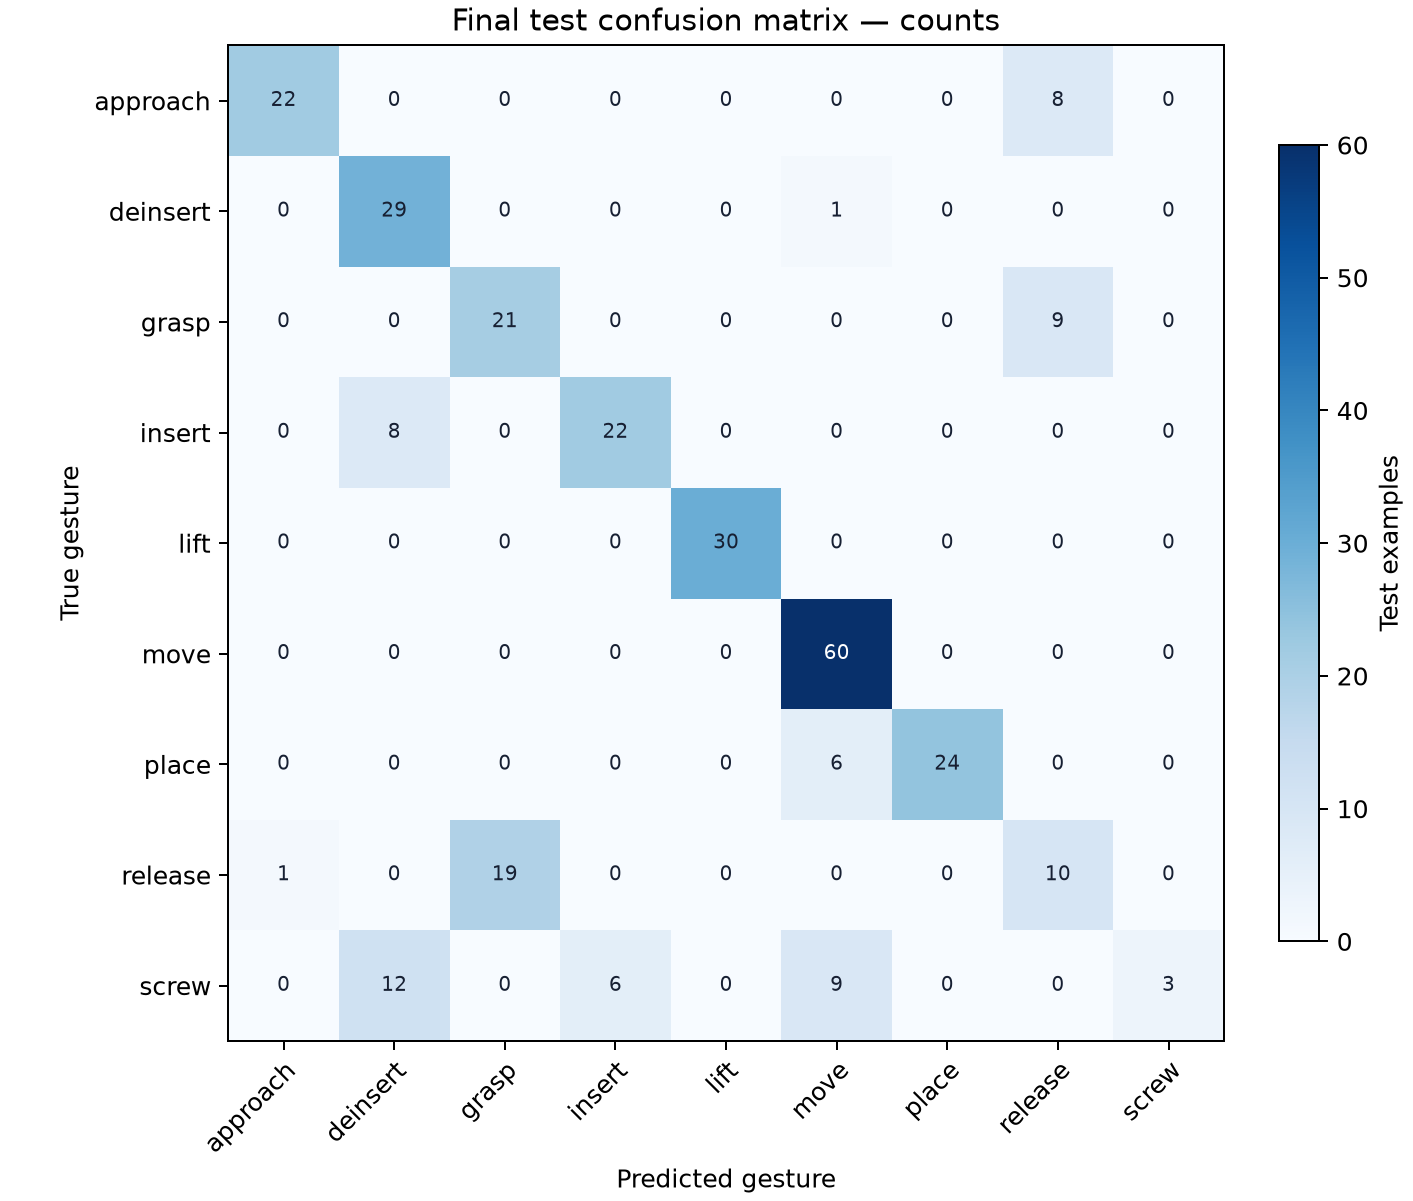 Final test confusion matrix — counts
True gesture
approach 22 0 0 0 0 0 0 8 0
deinsert 0 29 0 0 0 1 0 0 0
grasp 0 0 21 0 0 0 0 9 0
insert 0 8 0 22 0 0 0 0 0
lift 0 0 0 0 30 0 0 0 0
move 0 0 0 0 0 60 0 0 0
place 0 0 0 0 0 6 24 0 0
release 1 0 19 0 0 0 0 10 0
screw 0 12 0 6 0 9 0 0 3
approach deinsert grasp insert lift move place release screw
Predicted gesture
60
50
40
30
20
10
0
Test examples